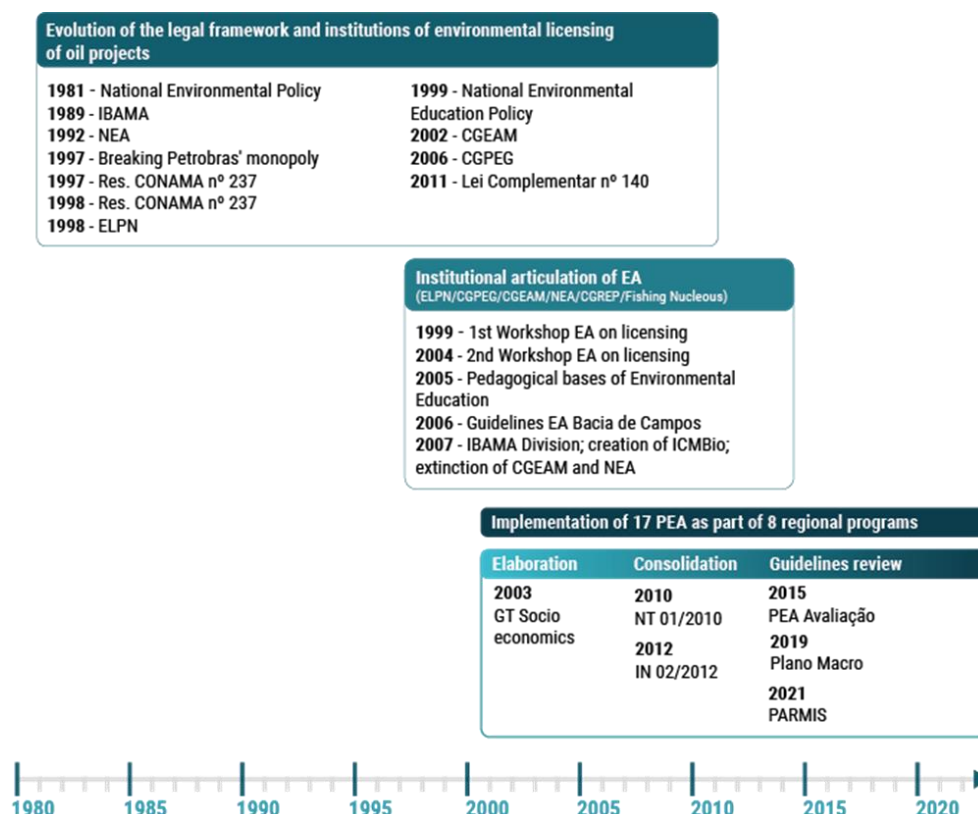 Evolution of the legal framework and institutions of environmental licensing
of oil projects
1981 - National Environmental Policy
1989 - IBAMA
1992 - NEA
1997 - Breaking Petrobras' monopoly
1997 - Res. CONAMA nº 237
1998 - Res. CONAMA nº 237
1998 - ELPN
1999 - National Environmental
Education Policy
2002 - CGEAM
2006 - CGPEG
2011 - Lei Complementar nº 140
Institutional articulation of EA
(ELPN/CGPEG/CGEAM/NEA/CGREP/Fishing Nucleous)
1999 - 1st Workshop EA on licensing
2004 - 2nd Workshop EA on licensing
2005 - Pedagogical bases of Environmental
Education
2006 - Guidelines EA Bacia de Campos
2007 - IBAMA Division; creation of ICMBio;
extinction of CGEAM and NEA
Implementation of 17 PEA as part of 8 regional programs
Elaboration
2003
GT Socio
economics
Consolidation
2010
NT 01/2010
2012
IN 02/2012
Guidelines review
2015
PEA Avaliação
2019
Plano Macro
2021
PARMIS
1980 1985 1990 1995 2000 2005 2010 2015 2020